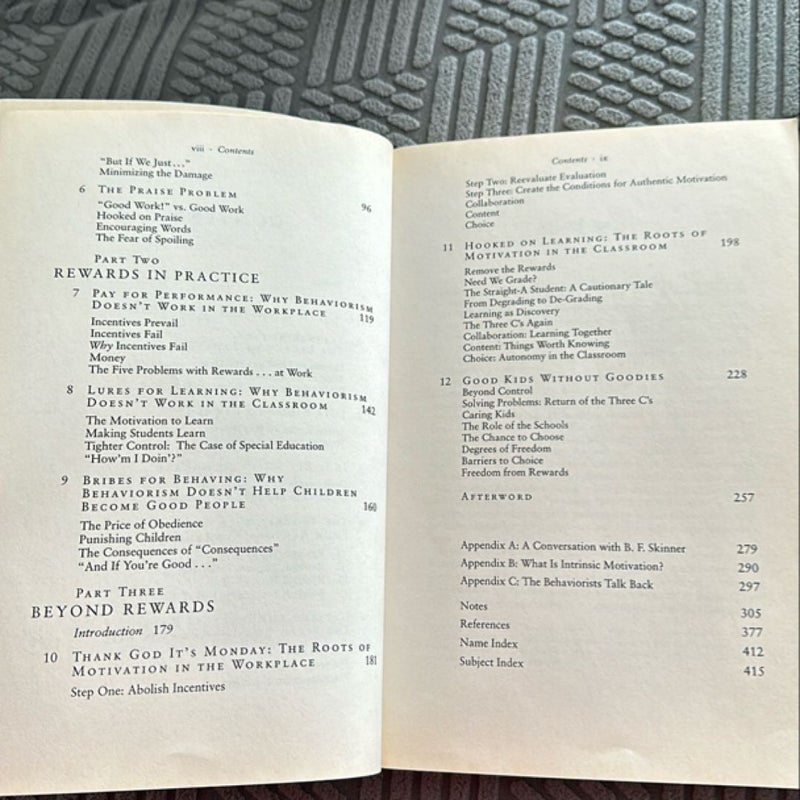 viii · Contents
"But If We Just..."
Minimizing the Damage
6 The Praise Problem 96
"Good Work!" vs. Good Work
Hooked on Praise
Encouraging Words
The Fear of Spoiling
Part Two
REWARDS IN PRACTICE
7 Pay for Performance: Why Behaviorism
Doesn't Work in the Workplace 119
Incentives Prevail
Incentives Fail
Why Incentives Fail
Money
The Five Problems with Rewards . . . at Work
8 Lures for Learning: Why Behaviorism
Doesn't Work in the Classroom 142
The Motivation to Learn
Making Students Learn
Tighter Control: The Case of Special Education
"How'm I Doin'?"
9 Bribes for Behaving: Why
Behaviorism Doesn't Help Children
Become Good People 160
The Price of Obedience
Punishing Children
The Consequences of "Consequences"
"And If You're Good . . ."
Part Three
BEYOND REWARDS
Introduction 179
10 Thank God It's Monday: The Roots of
Motivation in the Workplace 181
Step One: Abolish Incentives
Contents · ix
Step Two: Reevaluate Evaluation
Step Three: Create the Conditions for Authentic Motivation
Collaboration
Content
Choice
11 Hooked on Learning: The Roots of
Motivation in the Classroom 198
Remove the Rewards
Need We Grade?
The Straight-A Student: A Cautionary Tale
From Degrading to De-Grading
Learning as Discovery
The Three C's Again
Collaboration: Learning Together
Content: Things Worth Knowing
Choice: Autonomy in the Classroom
12 Good Kids Without Goodies 228
Beyond Control
Solving Problems: Return of the Three C's
Caring Kids
The Role of the Schools
The Chance to Choose
Degrees of Freedom
Barriers to Choice
Freedom from Rewards
Afterword 257
Appendix A: A Conversation with B. F. Skinner 279
Appendix B: What Is Intrinsic Motivation? 290
Appendix C: The Behaviorists Talk Back 297
Notes 305
References 377
Name Index 412
Subject Index 415